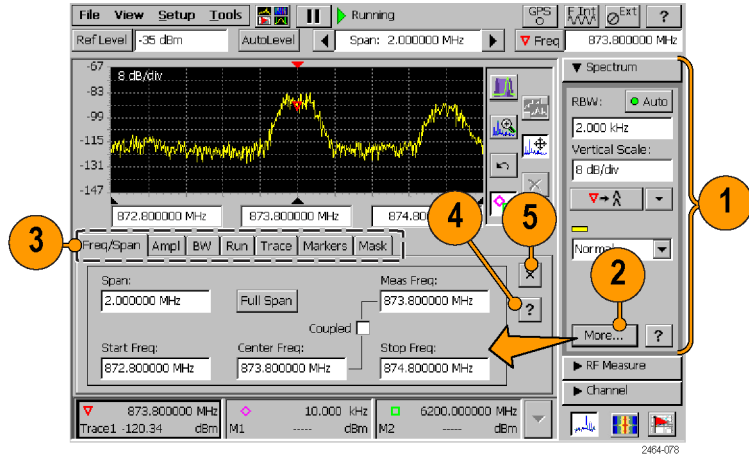 File View Setup Tools Running GPS F Int Ext ?
Ref Level -35 dBm AutoLevel Span: 2.000000 MHz Freq 873.800000 MHz
-67
8 dB/div
-83
-99
-115
-131
-147
872.800000 MHz 873.800000 MHz 874.80
Spectrum
RBW: Auto
2.000 kHz
Vertical Scale:
8 dB/div
Normal
More... ?
RF Measure
Channel
1
2
3
4
5
Freq/Span Ampl BW Run Trace Markers Mask
×
?
Span:
2.000000 MHz
Full Span
Meas Freq:
873.800000 MHz
Coupled
Start Freq:
872.800000 MHz
Center Freq:
873.800000 MHz
Stop Freq:
874.800000 MHz
873.800000 MHz
Trace1 -120.34 dBm
10.000 kHz
M1 ----- dBm
6200.000000 MHz
M2 ----- dBm
2464-078